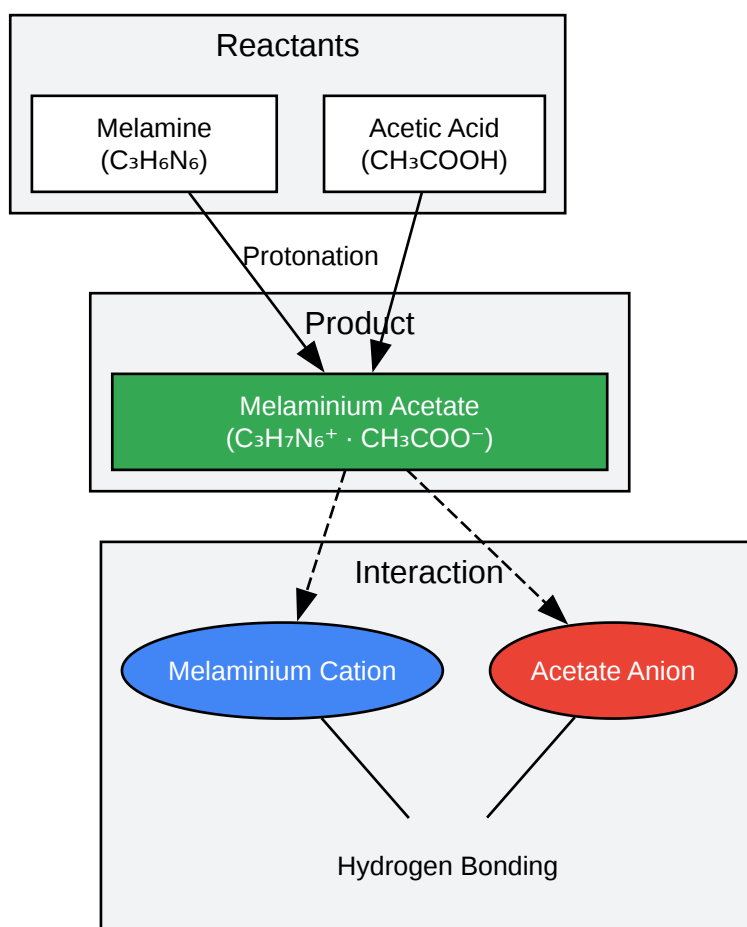 Reactants
Melamine
(C₃H₆N₆)
Acetic Acid
(CH₃COOH)
Protonation
Product
Melaminium Acetate
(C₃H₇N₆⁺ · CH₃COO⁻)
Interaction
Melaminium Cation
Acetate Anion
Hydrogen Bonding